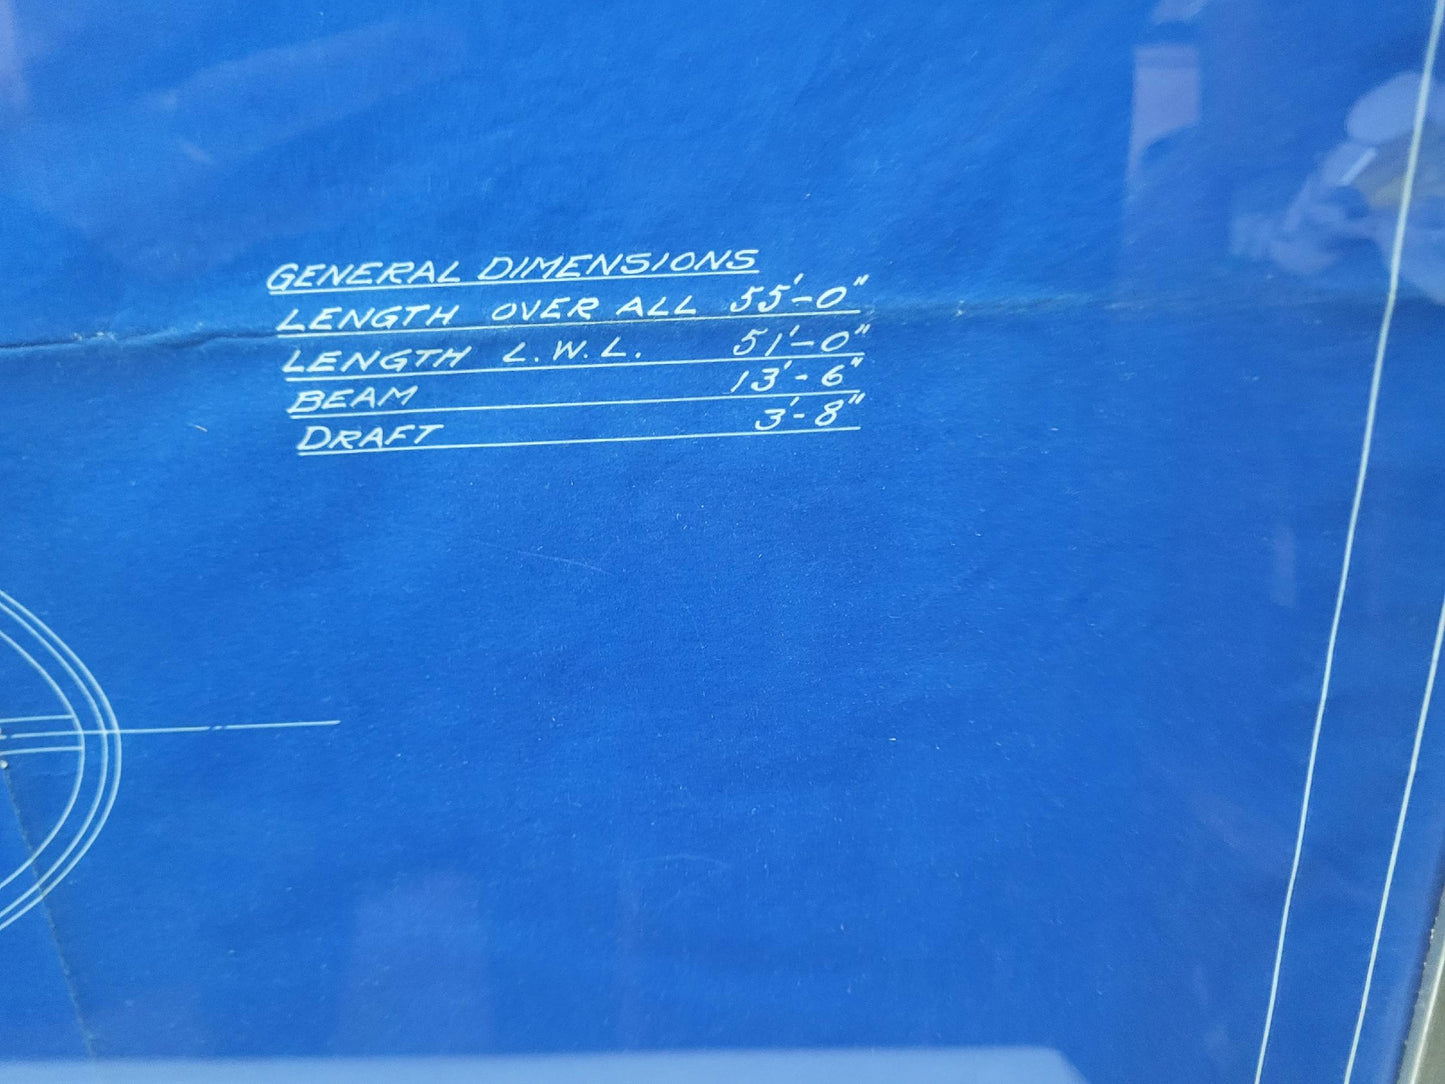 GENERAL DIMENSIONS
LENGTH OVER ALL 55'-0"
LENGTH L.W.L. 51'-0"
BEAM 13'-6"
DRAFT 3'-8"